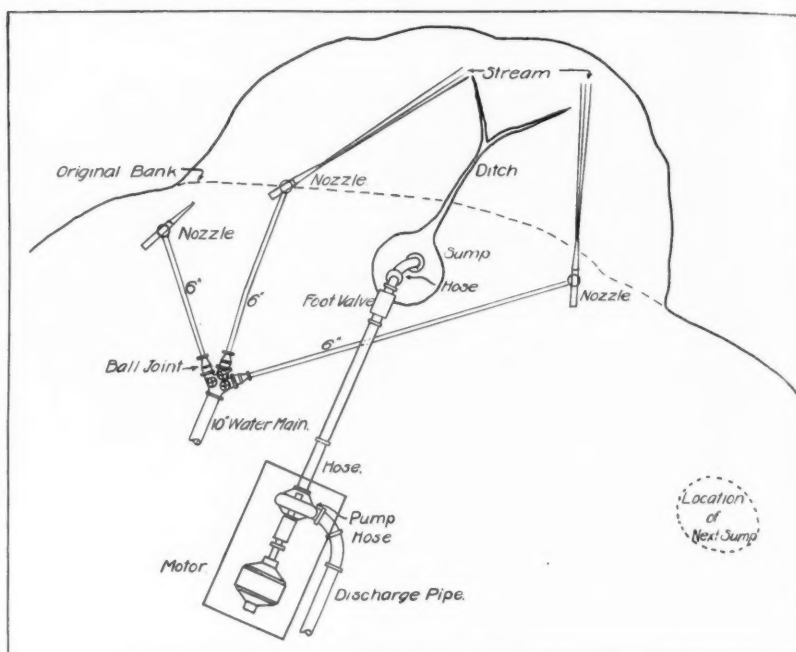 Stream
Original Bank
Nozzle
Ditch
Nozzle
Sump
Hose
Foot Valve
Nozzle
6"
6"
6"
Ball Joint
10" Water Main.
Hose.
Location
of
Next Sump
Pump
Hose
Motor.
Discharge Pipe.